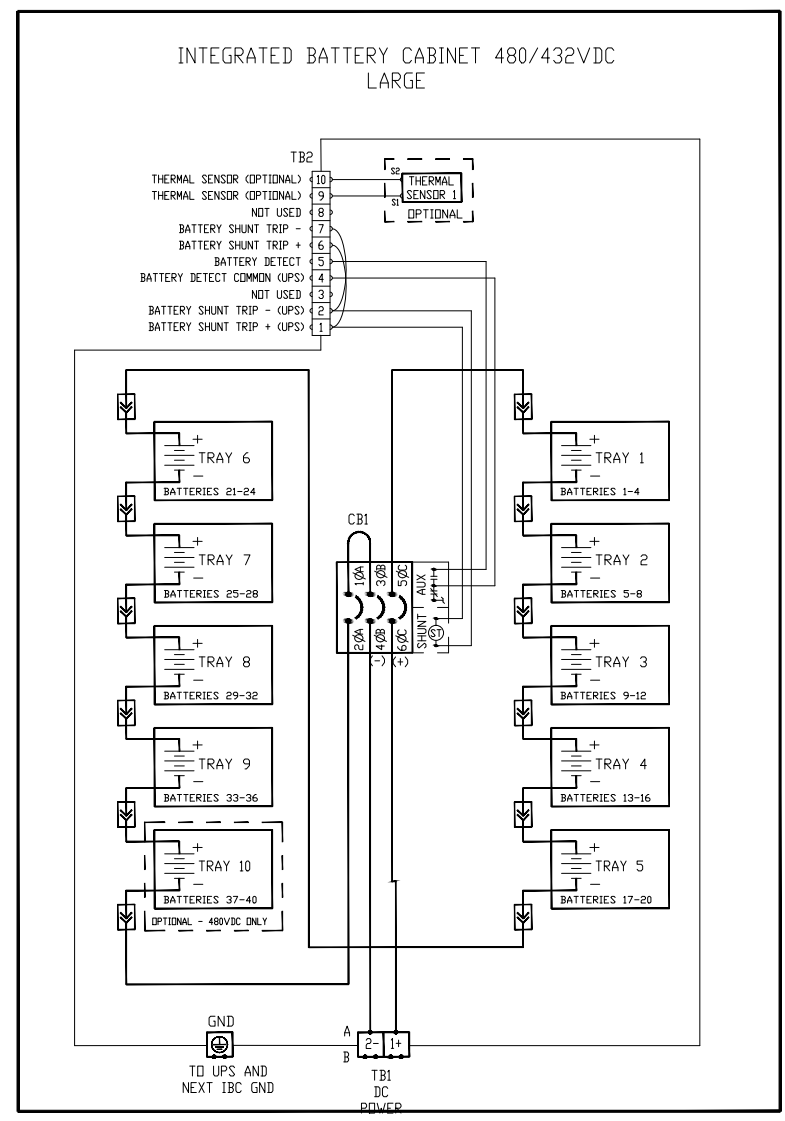 INTEGRATED BATTERY CABINET 480/432VDC
LARGE
TB2
THERMAL SENSOR (OPTIONAL) 10
THERMAL SENSOR (OPTIONAL) 9
NOT USED 8
BATTERY SHUNT TRIP - 7
BATTERY SHUNT TRIP + 6
BATTERY DETECT 5
BATTERY DETECT COMMON (UPS) 4
NOT USED 3
BATTERY SHUNT TRIP - (UPS) 2
BATTERY SHUNT TRIP + (UPS) 1
S2
THERMAL
SENSOR 1
S1
OPTIONAL
+
TRAY 6
-
BATTERIES 21-24
+
TRAY 7
-
BATTERIES 25-28
+
TRAY 8
-
BATTERIES 29-32
+
TRAY 9
-
BATTERIES 33-36
+
TRAY 10
-
BATTERIES 37-40
OPTIONAL - 480VDC ONLY
CB1
1ØA
3ØB
5ØC
AUX
2ØA
4ØB
6ØC
SHUNT
ST
(-) (+)
+
TRAY 1
-
BATTERIES 1-4
+
TRAY 2
-
BATTERIES 5-8
+
TRAY 3
-
BATTERIES 9-12
+
TRAY 4
-
BATTERIES 13-16
+
TRAY 5
-
BATTERIES 17-20
GND
TO UPS AND
NEXT IBC GND
A
2- 1+
B
TB1
DC
POWER